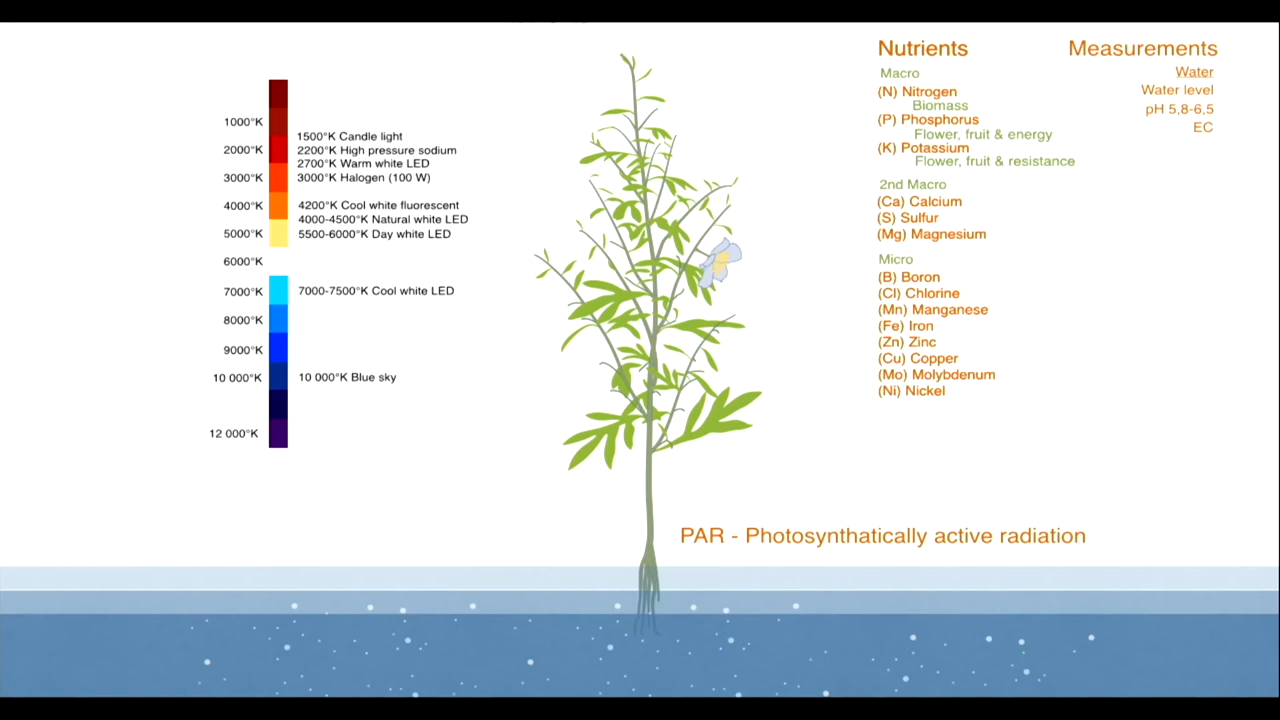 1000°K
2000°K
3000°K
4000°K
5000°K
6000°K
7000°K
8000°K
9000°K
10 000°K
12 000°K
1500°K Candle light
2200°K High pressure sodium
2700°K Warm white LED
3000°K Halogen (100 W)
4200°K Cool white fluorescent
4000-4500°K Natural white LED
5500-6000°K Day white LED
7000-7500°K Cool white LED
10 000°K Blue sky
Nutrients
Macro
(N) Nitrogen
Biomass
(P) Phosphorus
Flower, fruit & energy
(K) Potassium
Flower, fruit & resistance
2nd Macro
(Ca) Calcium
(S) Sulfur
(Mg) Magnesium
Micro
(B) Boron
(Cl) Chlorine
(Mn) Manganese
(Fe) Iron
(Zn) Zinc
(Cu) Copper
(Mo) Molybdenum
(Ni) Nickel
Measurements
Water
Water level
pH 5,8-6,5
EC
PAR - Photosynthatically active radiation